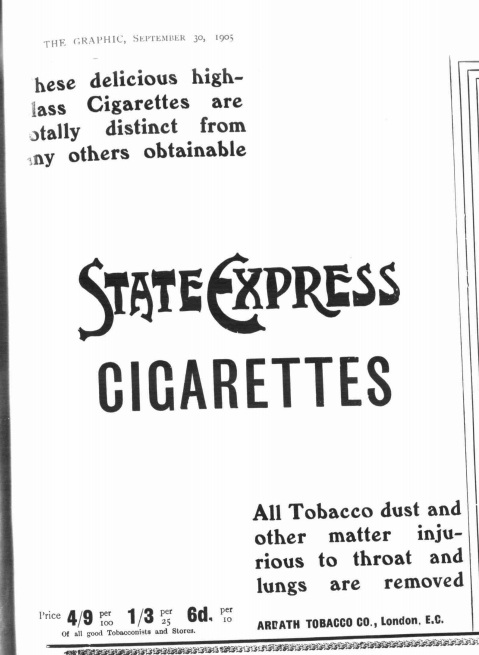 THE GRAPHIC, SEPTEMBER 30, 1905
hese delicious high-
lass Cigarettes are
otally distinct from
ny others obtainable
STATE EXPRESS
CIGARETTES
All Tobacco dust and
other matter inju-
rious to throat and
lungs are removed
Price 4/9 per 100 1/3 per 25 6d. per 10
Of all good Tobacconists and Stores.
ARDATH TOBACCO CO., London, E.C.